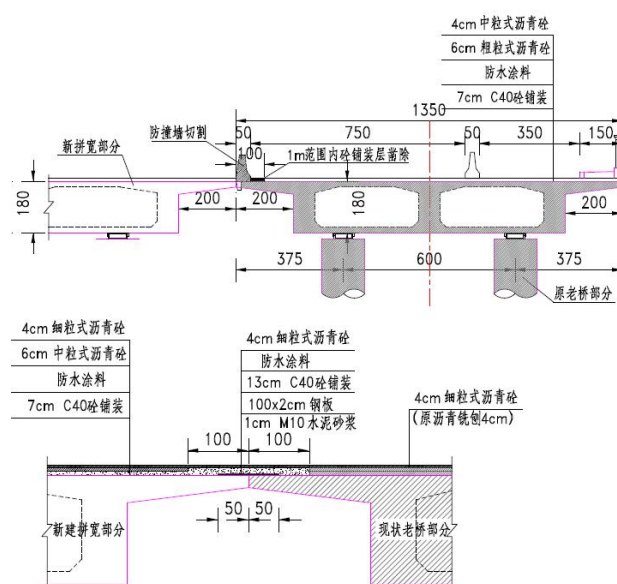 4cm 中粒式沥青砼
6cm 粗粒式沥青砼
防水涂料
7cm C40砼铺装
1350
防撞墙切割
50
750
50
350
150
100
1m范围内砼铺装层凿除
新拼宽部分
180
200
200
180
200
375
600
375
原老桥部分
4cm 细粒式沥青砼
6cm 中粒式沥青砼
防水涂料
7cm C40砼铺装
4cm 细粒式沥青砼
防水涂料
13cm C40砼铺装
100x2cm 钢板
1cm M10水泥砂浆
4cm 细粒式沥青砼
(原沥青铣刨4cm)
100
100
50
50
新建拼宽部分
现状老桥部分